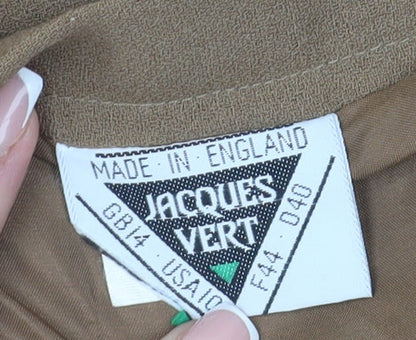 MADE · IN · ENGLAND
JACQUES
VERT
GB14 · USA10
F44 · D40